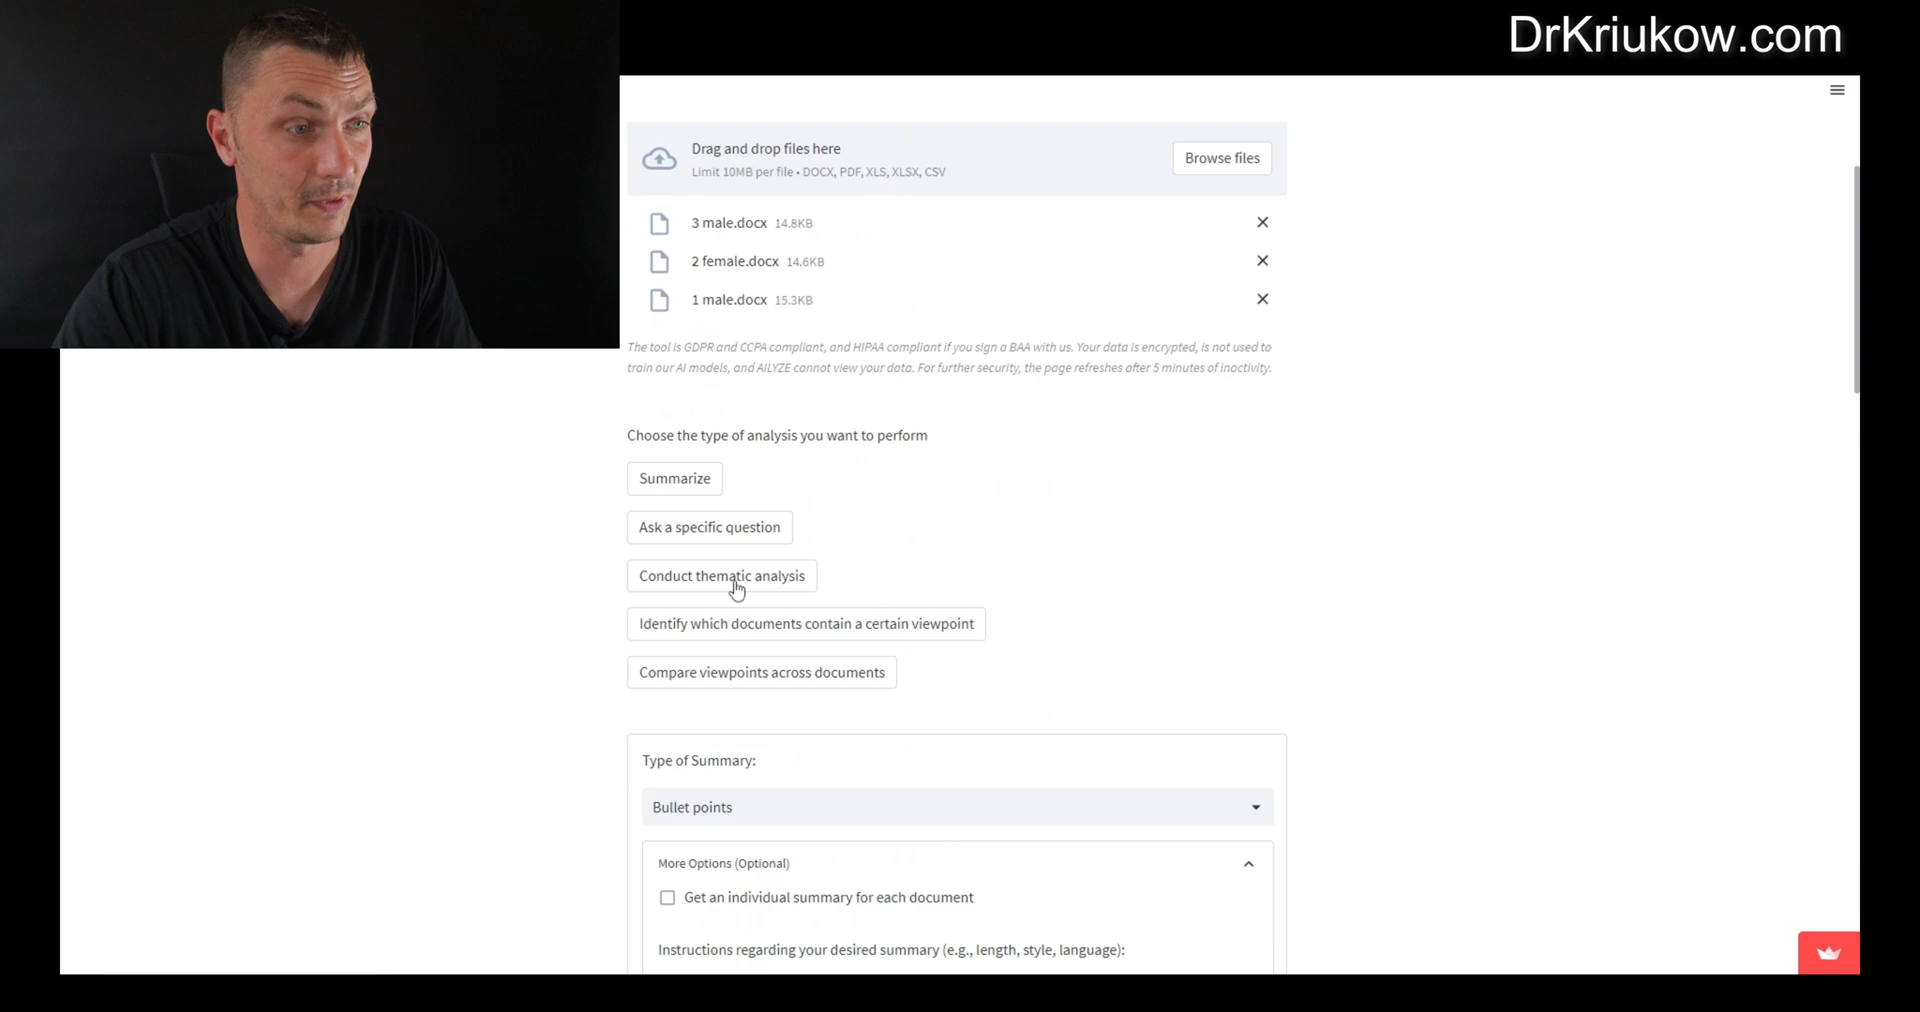 DrKriukow.com
Drag and drop files here
Limit 10MB per file • DOCX, PDF, XLS, XLSX, CSV
Browse files
3 male.docx 14.8KB
2 female.docx 14.6KB
1 male.docx 15.3KB
The tool is GDPR and CCPA compliant, and HIPAA compliant if you sign a BAA with us. Your data is encrypted, is not used to
train our AI models, and AILYZE cannot view your data. For further security, the page refreshes after 5 minutes of inactivity.
Choose the type of analysis you want to perform
Summarize
Ask a specific question
Conduct thematic analysis
Identify which documents contain a certain viewpoint
Compare viewpoints across documents
Type of Summary:
Bullet points
More Options (Optional)
Get an individual summary for each document
Instructions regarding your desired summary (e.g., length, style, language):